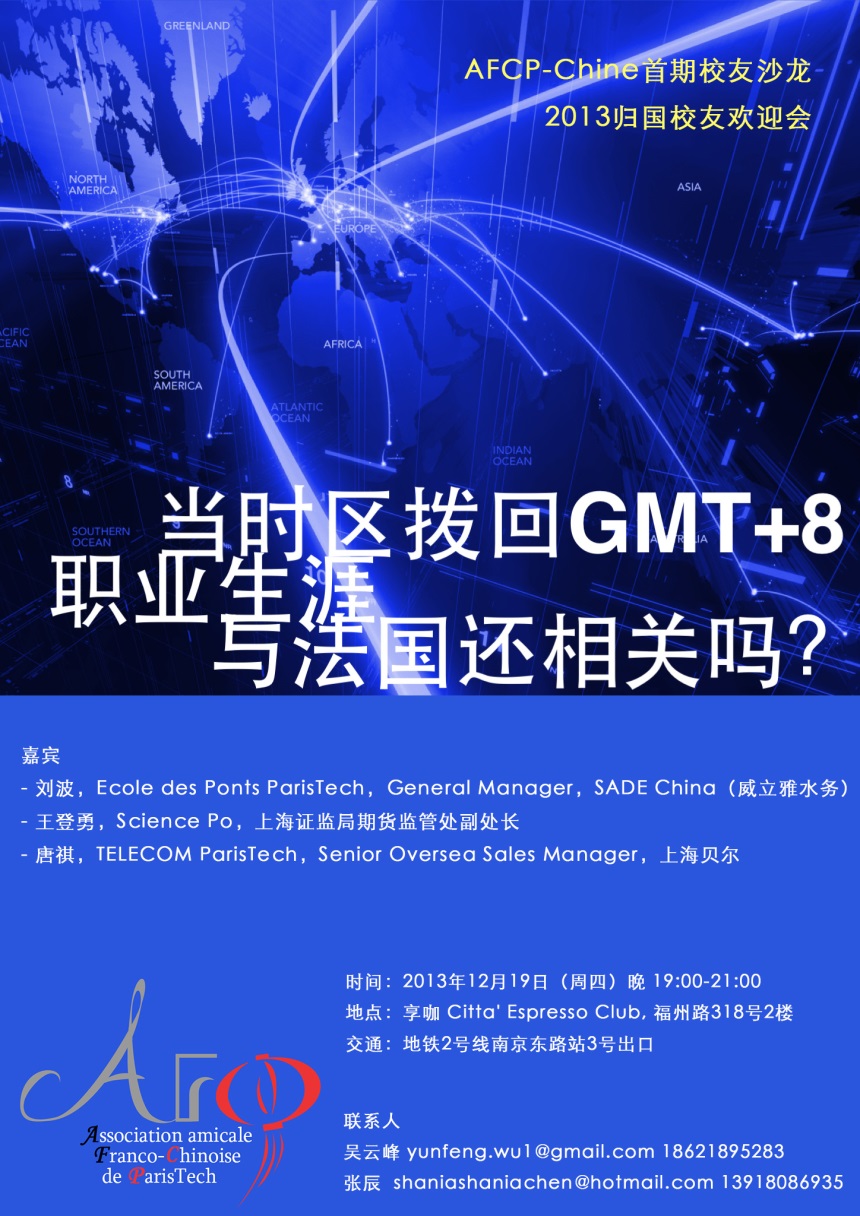 GREENLAND
AFCP-Chine首期校友沙龙
2013归国校友欢迎会
NORTH
AMERICA
ASIA
EUROPE
AFRICA
SOUTH
AMERICA
ATLANTIC
OCEAN
INDIAN
OCEAN
SOUTHERN
OCEAN
当时区拨回GMT+8
职业生涯
与法国还相关吗?
嘉宾
- 刘波，Ecole des Ponts ParisTech，General Manager，SADE China（威立雅水务）
- 王登勇，Science Po，上海证监局期货监管处副处长
- 唐祺，TELECOM ParisTech，Senior Oversea Sales Manager，上海贝尔
时间：2013年12月19日（周四）晚 19:00-21:00
地点：享咖 Citta' Espresso Club, 福州路318号2楼
交通：地铁2号线南京东路站3号出口
Association amicale
Franco-Chinoise
de ParisTech
联系人
吴云峰 yunfeng.wu1@gmail.com 18621895283
张辰 shaniashaniachen@hotmail.com 13918086935